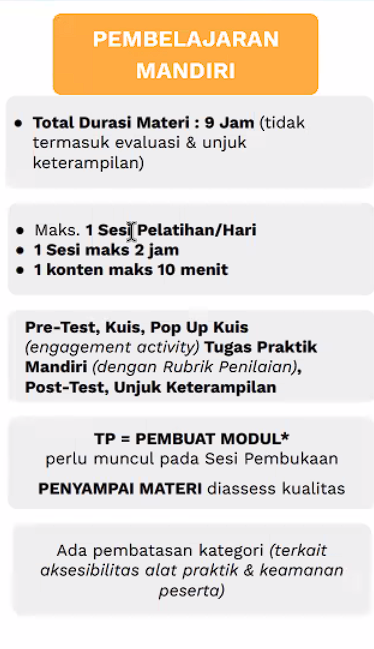 PEMBELAJARAN
MANDIRI
● Total Durasi Materi : 9 Jam (tidak
termasuk evaluasi & unjuk
keterampilan)
● Maks. 1 Sesi Pelatihan/Hari
● 1 Sesi maks 2 jam
● 1 konten maks 10 menit
Pre-Test, Kuis, Pop Up Kuis
(engagement activity) Tugas Praktik
Mandiri (dengan Rubrik Penilaian),
Post-Test, Unjuk Keterampilan
TP = PEMBUAT MODUL*
perlu muncul pada Sesi Pembukaan
PENYAMPAI MATERI diassess kualitas
Ada pembatasan kategori (terkait
aksesibilitas alat praktik & keamanan
peserta)